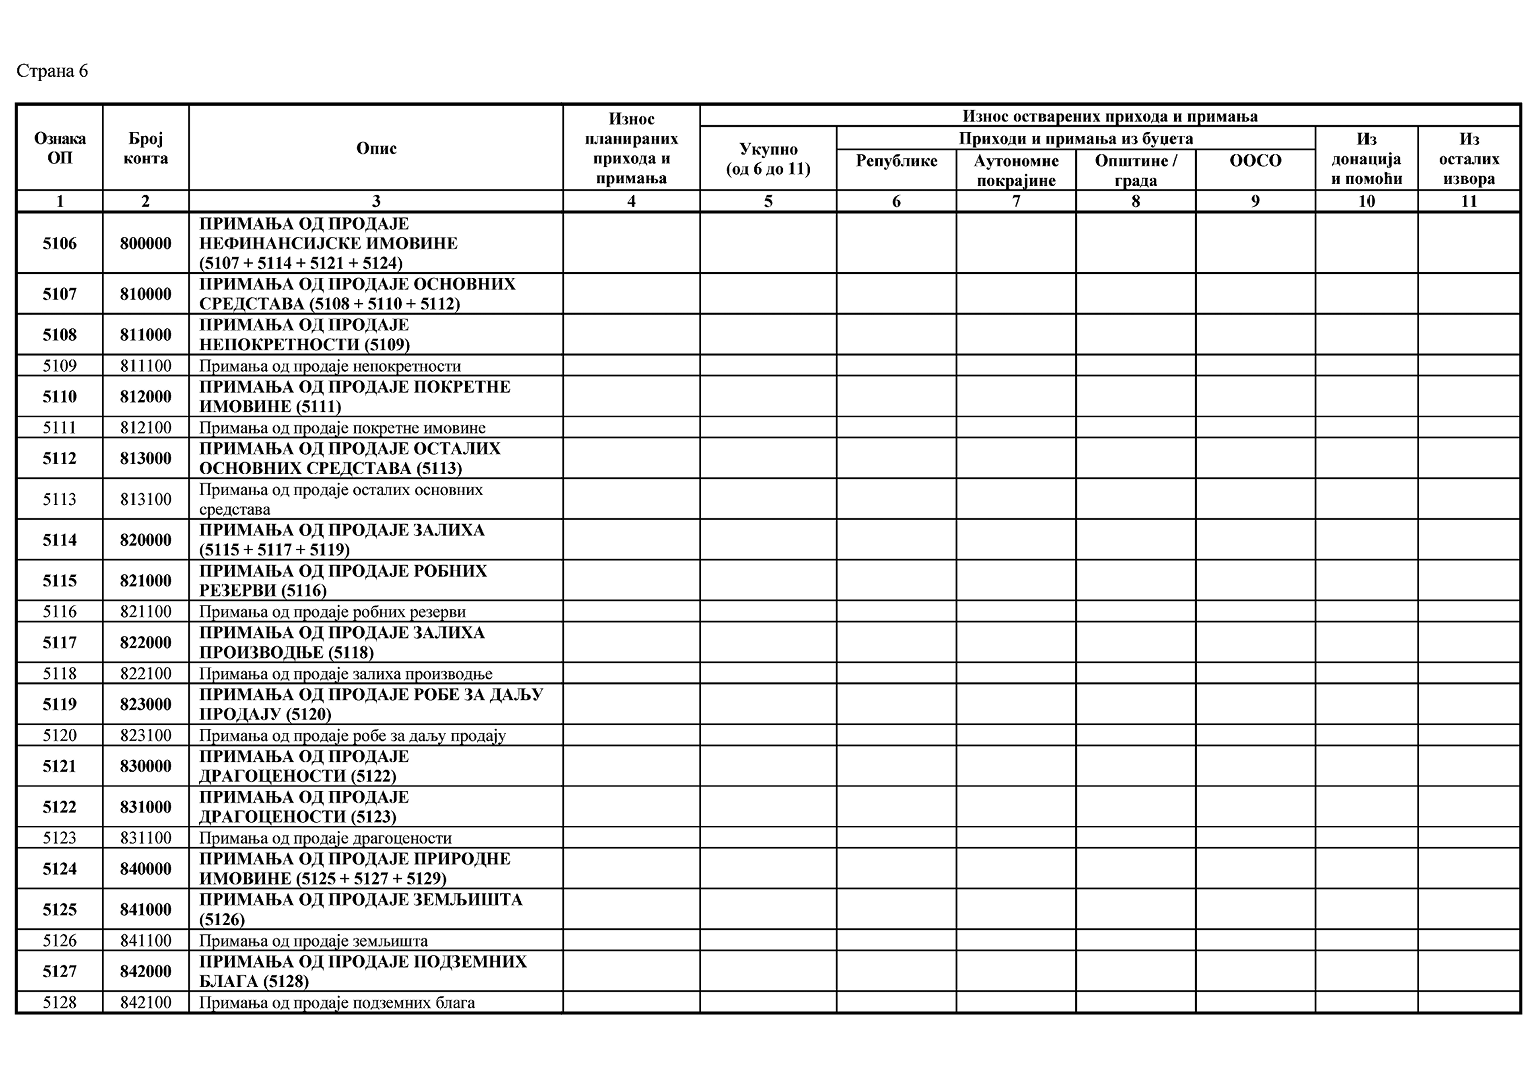 Страна 6
Ознака ОП
Број конта
Опис
Износ планираних прихода и примања
Износ остварених прихода и примања
Укупно (од 6 до 11)
Приходи и примања из буџета
Из донација и помоћи
Из осталих извора
Републике
Аутономне покрајине
Општине / града
ООСО
1 2 3 4 5 6 7 8 9 10 11
5106 800000 ПРИМАЊА ОД ПРОДАЈЕ
НЕФИНАНСИЈСКЕ ИМОВИНЕ
(5107 + 5114 + 5121 + 5124)
5107 810000 ПРИМАЊА ОД ПРОДАЈЕ ОСНОВНИХ
СРЕДСТАВА (5108 + 5110 + 5112)
5108 811000 ПРИМАЊА ОД ПРОДАЈЕ
НЕПОКРЕТНОСТИ (5109)
5109 811100 Примања од продаје непокретности
5110 812000 ПРИМАЊА ОД ПРОДАЈЕ ПОКРЕТНЕ
ИМОВИНЕ (5111)
5111 812100 Примања од продаје покретне имовине
5112 813000 ПРИМАЊА ОД ПРОДАЈЕ ОСТАЛИХ
ОСНОВНИХ СРЕДСТАВА (5113)
5113 813100 Примања од продаје осталих основних
средстава
5114 820000 ПРИМАЊА ОД ПРОДАЈЕ ЗАЛИХА
(5115 + 5117 + 5119)
5115 821000 ПРИМАЊА ОД ПРОДАЈЕ РОБНИХ
РЕЗЕРВИ (5116)
5116 821100 Примања од продаје робних резерви
5117 822000 ПРИМАЊА ОД ПРОДАЈЕ ЗАЛИХА
ПРОИЗВОДЊЕ (5118)
5118 822100 Примања од продаје залиха производње
5119 823000 ПРИМАЊА ОД ПРОДАЈЕ РОБЕ ЗА ДАЉУ
ПРОДАЈУ (5120)
5120 823100 Примања од продаје робе за даљу продају
5121 830000 ПРИМАЊА ОД ПРОДАЈЕ
ДРАГОЦЕНОСТИ (5122)
5122 831000 ПРИМАЊА ОД ПРОДАЈЕ
ДРАГОЦЕНОСТИ (5123)
5123 831100 Примања од продаје драгоцености
5124 840000 ПРИМАЊА ОД ПРОДАЈЕ ПРИРОДНЕ
ИМОВИНЕ (5125 + 5127 + 5129)
5125 841000 ПРИМАЊА ОД ПРОДАЈЕ ЗЕМЉИШТА
(5126)
5126 841100 Примања од продаје земљишта
5127 842000 ПРИМАЊА ОД ПРОДАЈЕ ПОДЗЕМНИХ
БЛАГА (5128)
5128 842100 Примања од продаје подземних блага